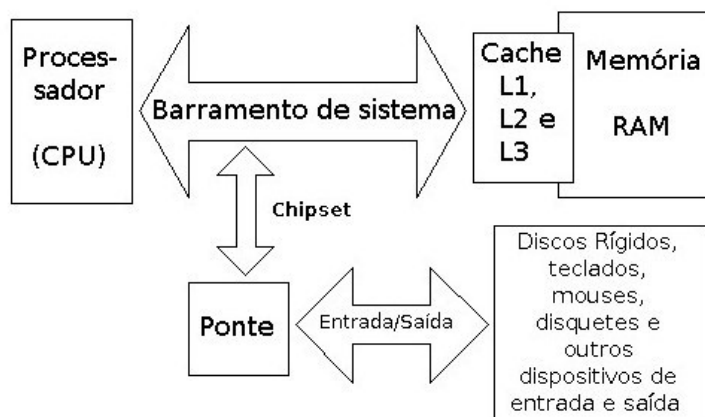 Proces-
sador
(CPU)
Barramento de sistema
Cache
L1,
L2 e
L3
Memória
RAM
Chipset
Ponte
Entrada/Saída
Discos Rígidos,
teclados,
mouses,
disquetes e
outros
dispositivos de
entrada e saída